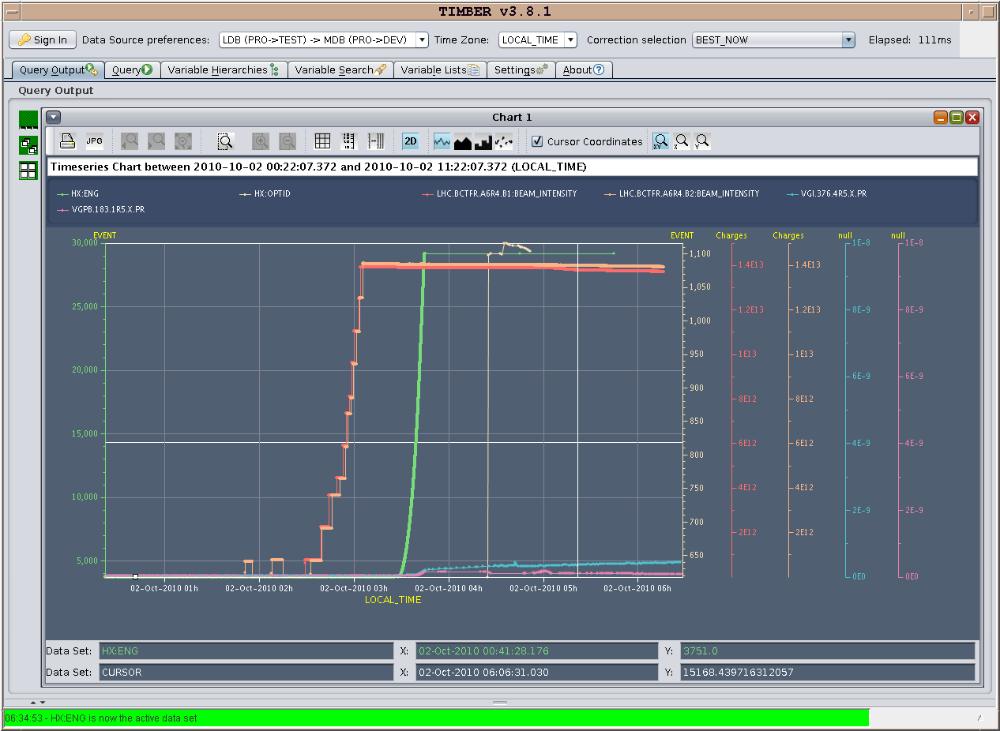 TIMBER v3.8.1
Sign In Data Source preferences: LDB (PRO->TEST) -> MDB (PRO->DEV) Time Zone: LOCAL_TIME Correction selection BEST_NOW Elapsed: 111ms
Query Output Query Variable Hierarchies Variable Search Variable Lists Settings About
Query Output
Chart 1
JPG 2D Cursor Coordinates XY X Y
Timeseries Chart between 2010-10-02 00:22:07.372 and 2010-10-02 11:22:07.372 (LOCAL_TIME)
HX:ENG HX:OPTID LHC.BCTFR.A6R4.B1:BEAM_INTENSITY LHC.BCTFR.A6R4.B2:BEAM_INTENSITY VGI.376.4R5.X.PR
VGPB.183.1R5.X.PR
EVENT EVENT Charges Charges null null
30,000 1E-8 1E-8
1,100
1.4E13 1.4E13
1,050
25,000 1.2E13 1.2E13 8E-9 8E-9
1,000
950 1E13 1E13
20,000 6E-9 6E-9
900
8E12 8E12
850
15,000
6E12 6E12 4E-9 4E-9
800
750 4E12 4E12
10,000
2E-9 2E-9
700
2E12 2E12
5,000 650
0E0 0E0
02-Oct-2010 01h 02-Oct-2010 02h 02-Oct-2010 03h 02-Oct-2010 04h 02-Oct-2010 05h 02-Oct-2010 06h
LOCAL_TIME
Data Set: HX:ENG X: 02-Oct-2010 00:41:28.176 Y: 3751.0
Data Set: CURSOR X: 02-Oct-2010 06:06:31.030 Y: 15168.439716312057
06:34:53 - HX:ENG is now the active data set